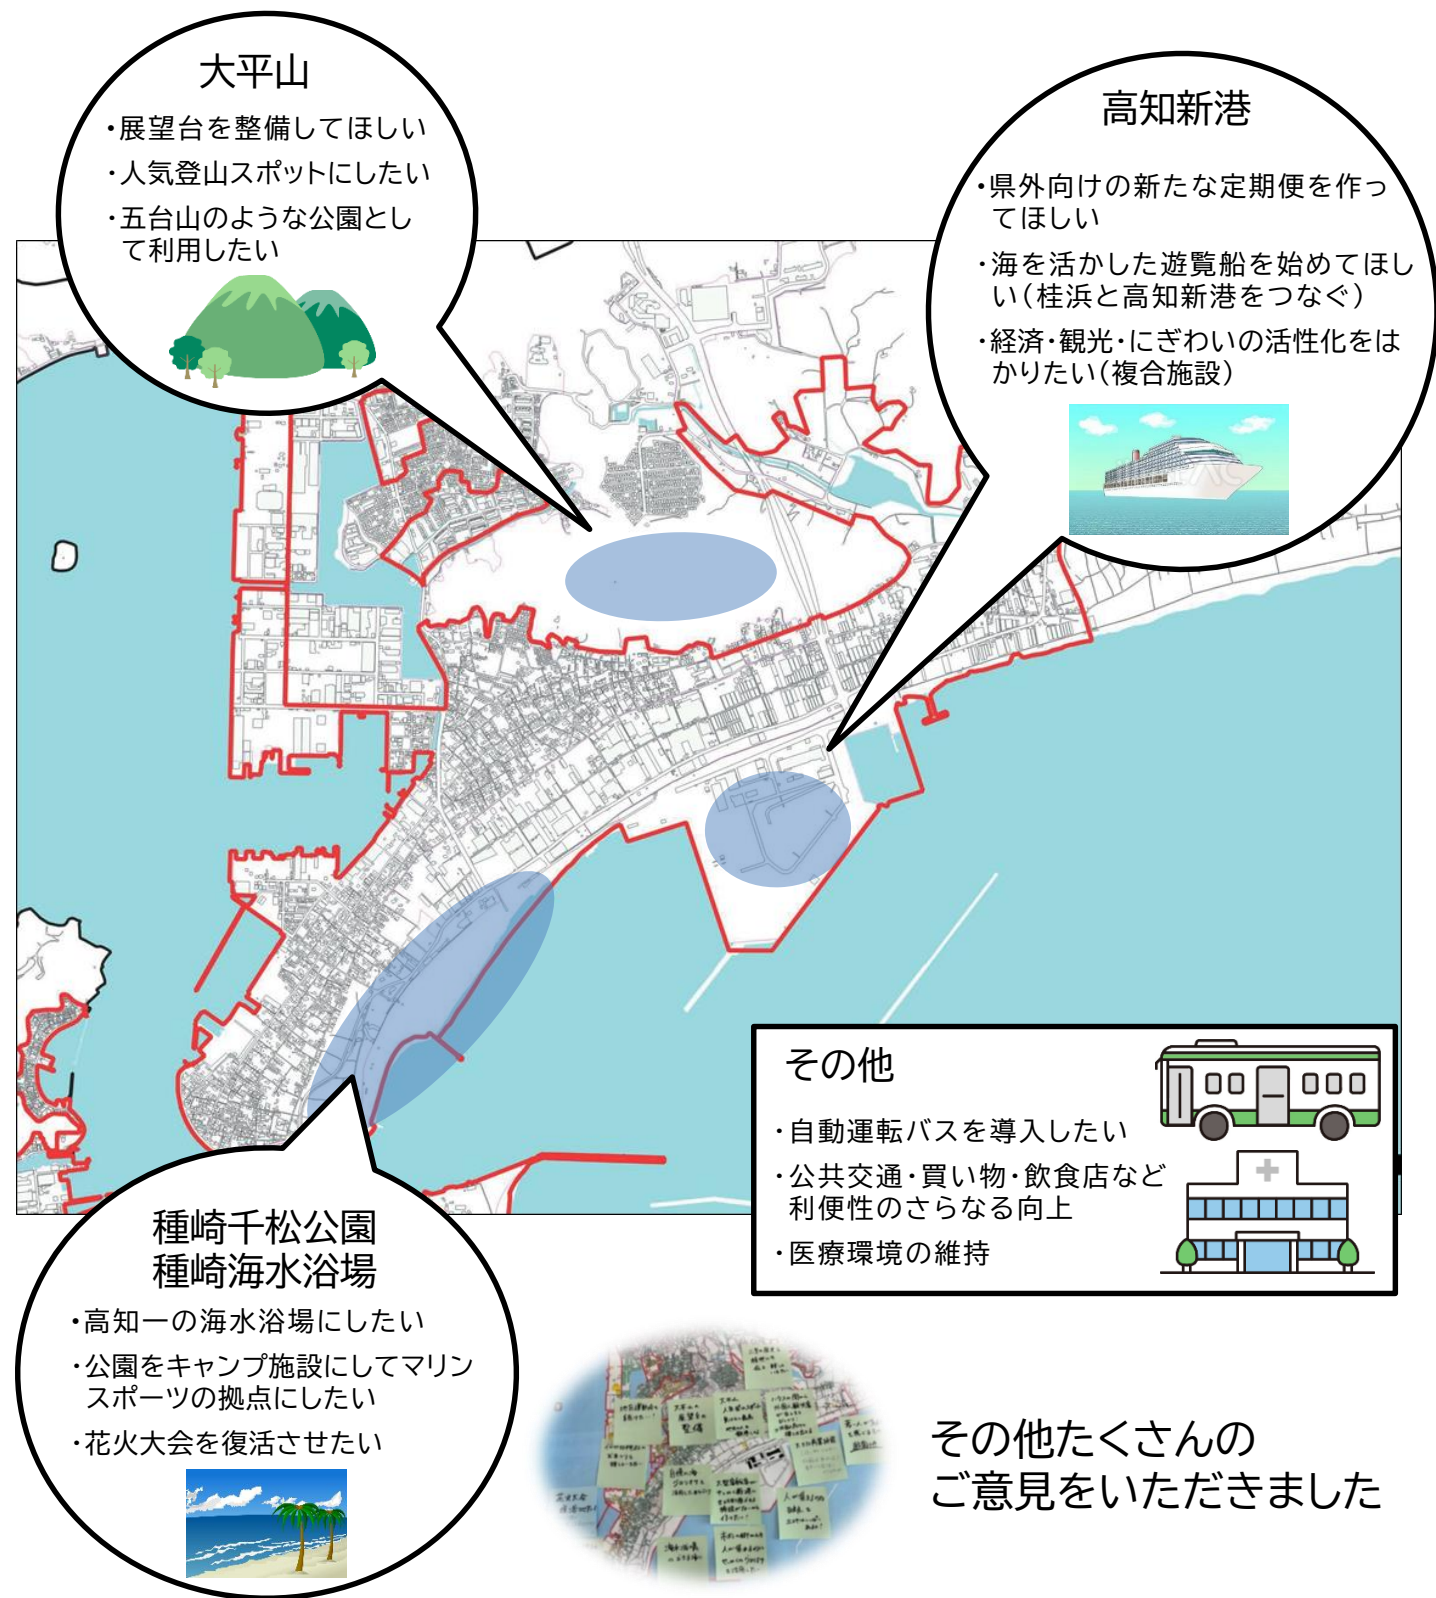 大平山
・展望台を整備してほしい
・人気登山スポットにしたい
・五台山のような公園とし
て利用したい
高知新港
・県外向けの新たな定期便を作っ
てほしい
・海を活かした遊覧船を始めてほし
い(桂浜と高知新港をつなぐ)
・経済・観光・にぎわいの活性化をは
かりたい(複合施設)
その他
・自動運転バスを導入したい
・公共交通・買い物・飲食店など
利便性のさらなる向上
・医療環境の維持
種崎千松公園
種崎海水浴場
・高知一の海水浴場にしたい
・公園をキャンプ施設にしてマリン
スポーツの拠点にしたい
・花火大会を復活させたい
大平山の
展望台の
整備
その他たくさんの
ご意見をいただきました